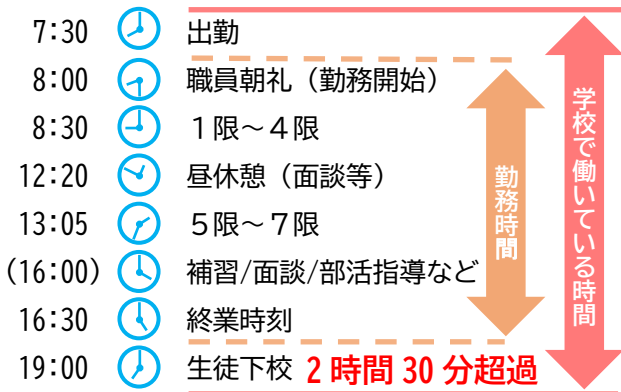 7:30 出勤
8:00 職員朝礼（勤務開始）
8:30 １限～４限
12:20 昼休憩（面談等）
13:05 ５限～７限
(16:00) 補習/面談/部活指導など
16:30 終業時刻
19:00 生徒下校 2時間30分超過
勤務時間
学校で働いている時間